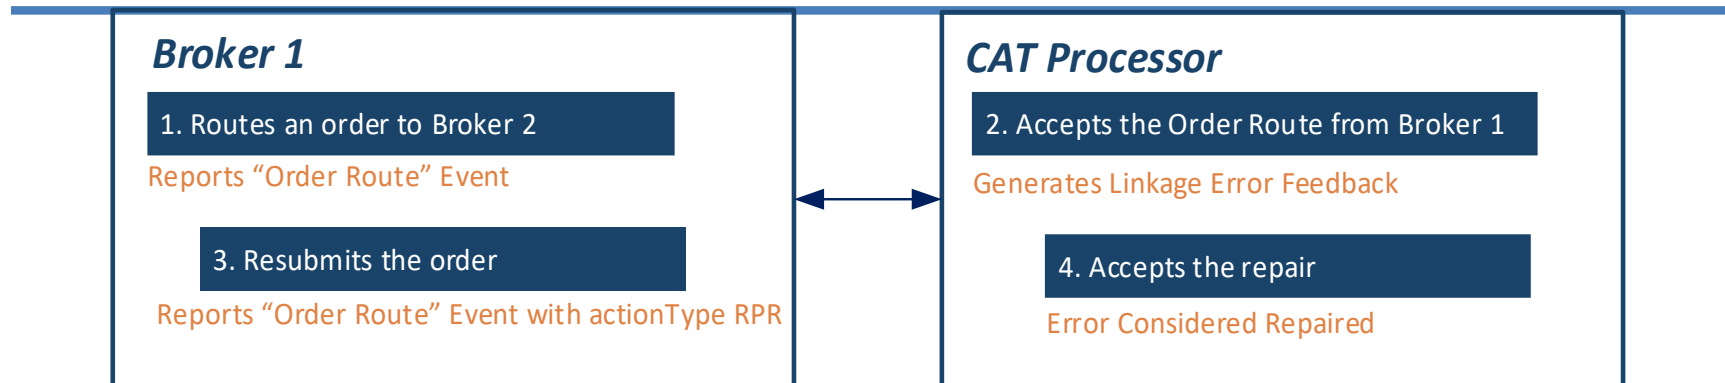 Broker 1
1. Routes an order to Broker 2
Reports “Order Route” Event
3. Resubmits the order
Reports “Order Route” Event with actionType RPR
CAT Processor
2. Accepts the Order Route from Broker 1
Generates Linkage Error Feedback
4. Accepts the repair
Error Considered Repaired